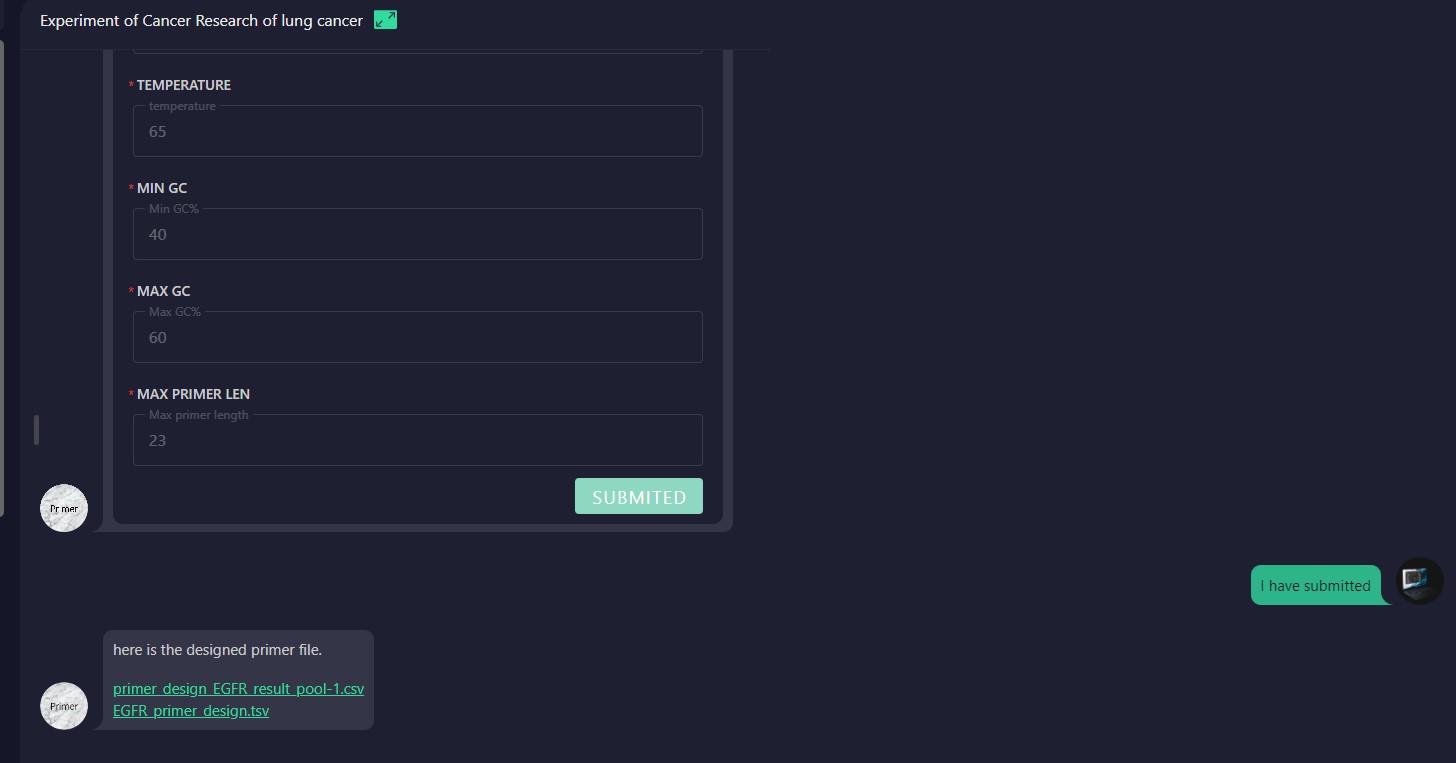 Experiment of Cancer Research of lung cancer
* TEMPERATURE
temperature
65
* MIN GC
Min GC%
40
* MAX GC
Max GC%
60
* MAX PRIMER LEN
Max primer length
23
SUBMITED
Primer
I have submitted
here is the designed primer file.
primer_design_EGFR_result_pool-1.csv
EGFR_primer_design.tsv
Primer